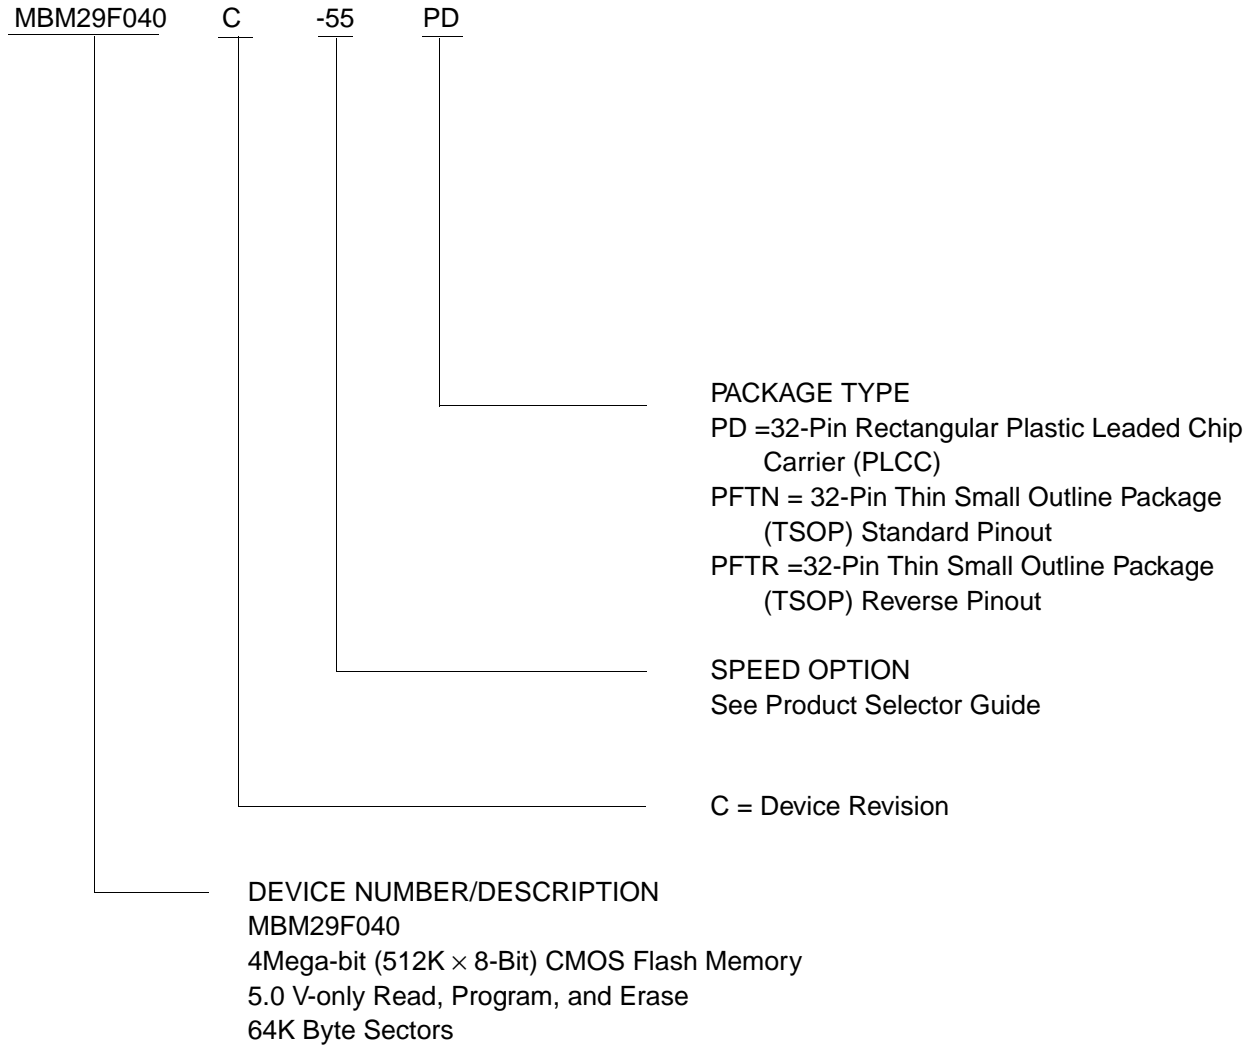 MBM29F040 C -55 PD
PACKAGE TYPE
PD =32-Pin Rectangular Plastic Leaded Chip
Carrier (PLCC)
PFTN = 32-Pin Thin Small Outline Package
(TSOP) Standard Pinout
PFTR =32-Pin Thin Small Outline Package
(TSOP) Reverse Pinout
SPEED OPTION
See Product Selector Guide
C = Device Revision
DEVICE NUMBER/DESCRIPTION
MBM29F040
4Mega-bit (512K × 8-Bit) CMOS Flash Memory
5.0 V-only Read, Program, and Erase
64K Byte Sectors